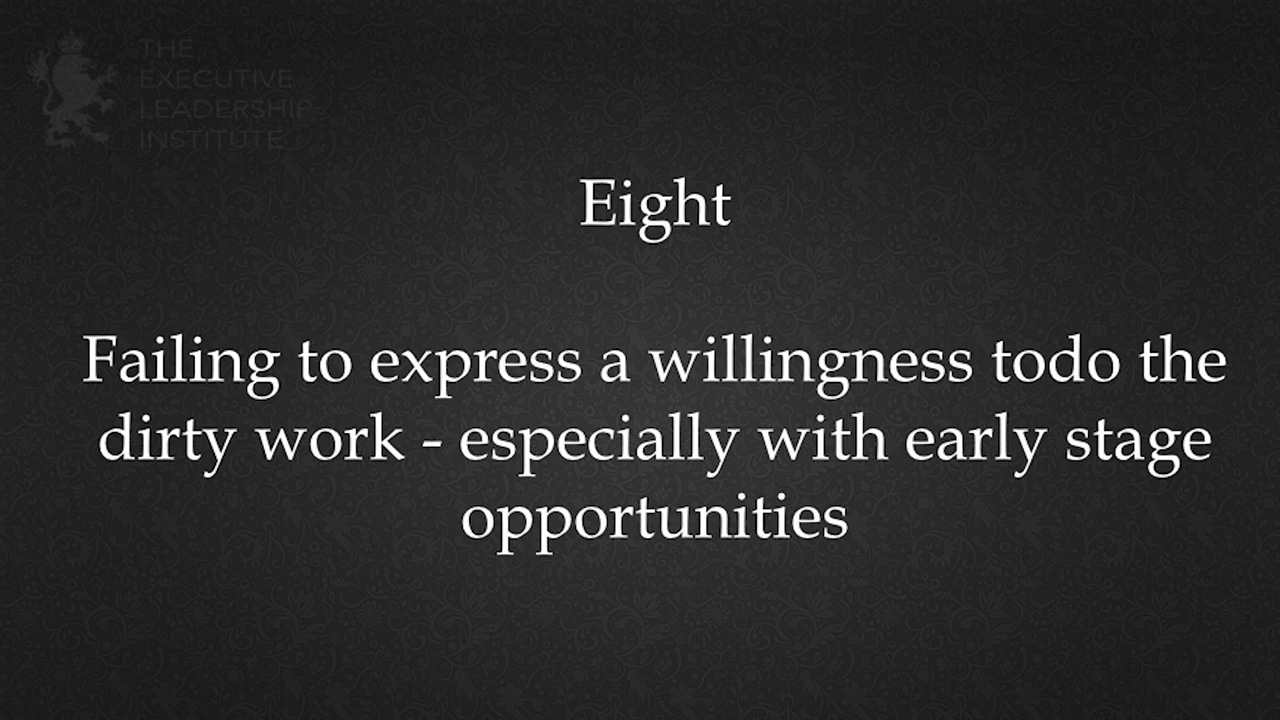 THE
EXECUTIVE
LEADERSHIP
INSTITUTE
Eight
Failing to express a willingness todo the
dirty work - especially with early stage
opportunities